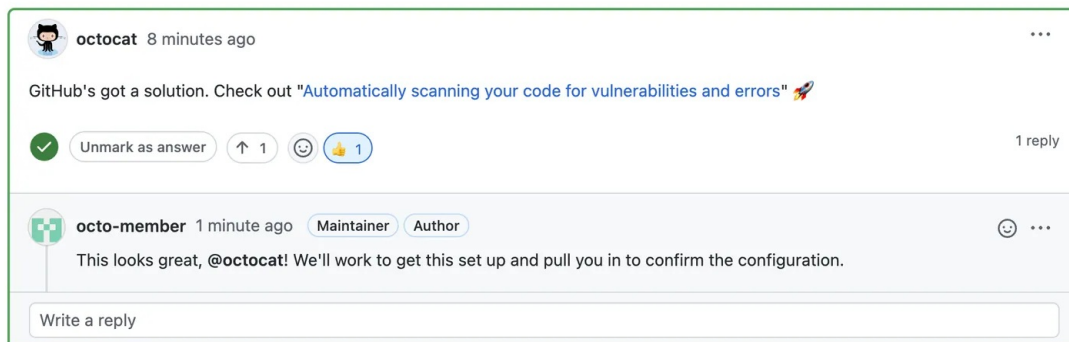 octocat 8 minutes ago
GitHub's got a solution. Check out "Automatically scanning your code for vulnerabilities and errors" 🚀
Unmark as answer ↑ 1 👍 1 1 reply
octo-member 1 minute ago Maintainer Author
This looks great, @octocat! We'll work to get this set up and pull you in to confirm the configuration.
Write a reply